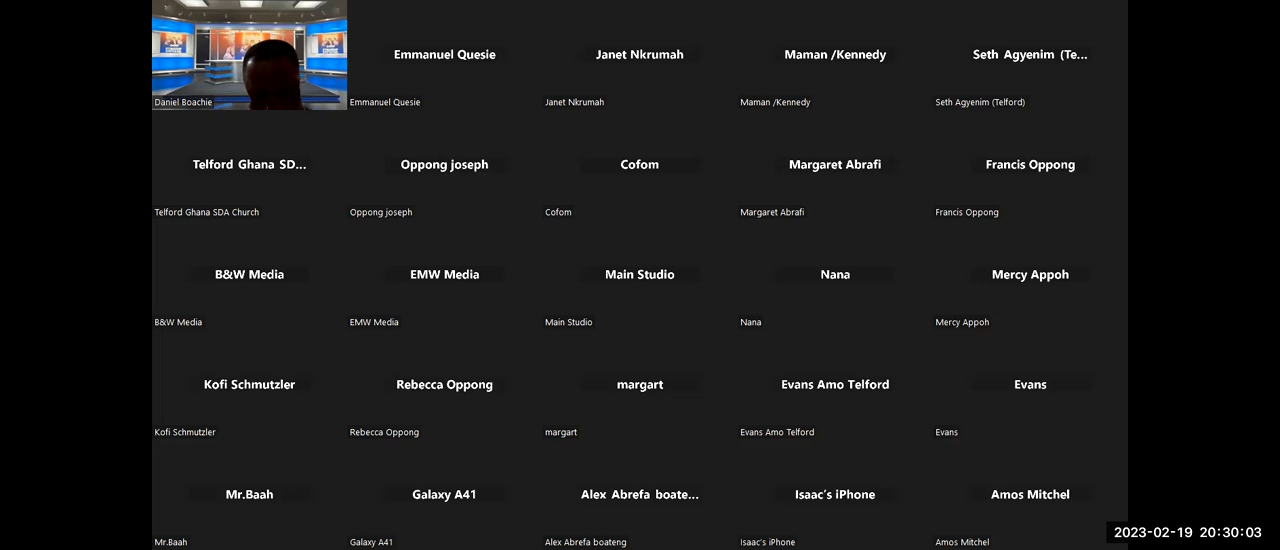 Daniel Boachie
Emmanuel Quesie
Emmanuel Quesie
Janet Nkrumah
Janet Nkrumah
Maman /Kennedy
Maman /Kennedy
Seth Agyenim (Te...
Seth Agyenim (Telford)
Telford Ghana SD...
Telford Ghana SDA Church
Oppong joseph
Oppong joseph
Cofom
Cofom
Margaret Abrafi
Margaret Abrafi
Francis Oppong
Francis Oppong
B&W Media
B&W Media
EMW Media
EMW Media
Main Studio
Main Studio
Nana
Nana
Mercy Appoh
Mercy Appoh
Kofi Schmutzler
Kofi Schmutzler
Rebecca Oppong
Rebecca Oppong
margart
margart
Evans Amo Telford
Evans Amo Telford
Evans
Evans
Mr.Baah
Mr.Baah
Galaxy A41
Galaxy A41
Alex Abrefa boate...
Alex Abrefa boateng
Isaac's iPhone
Isaac's iPhone
Amos Mitchel
Amos Mitchel
2023-02-19 20:30:03